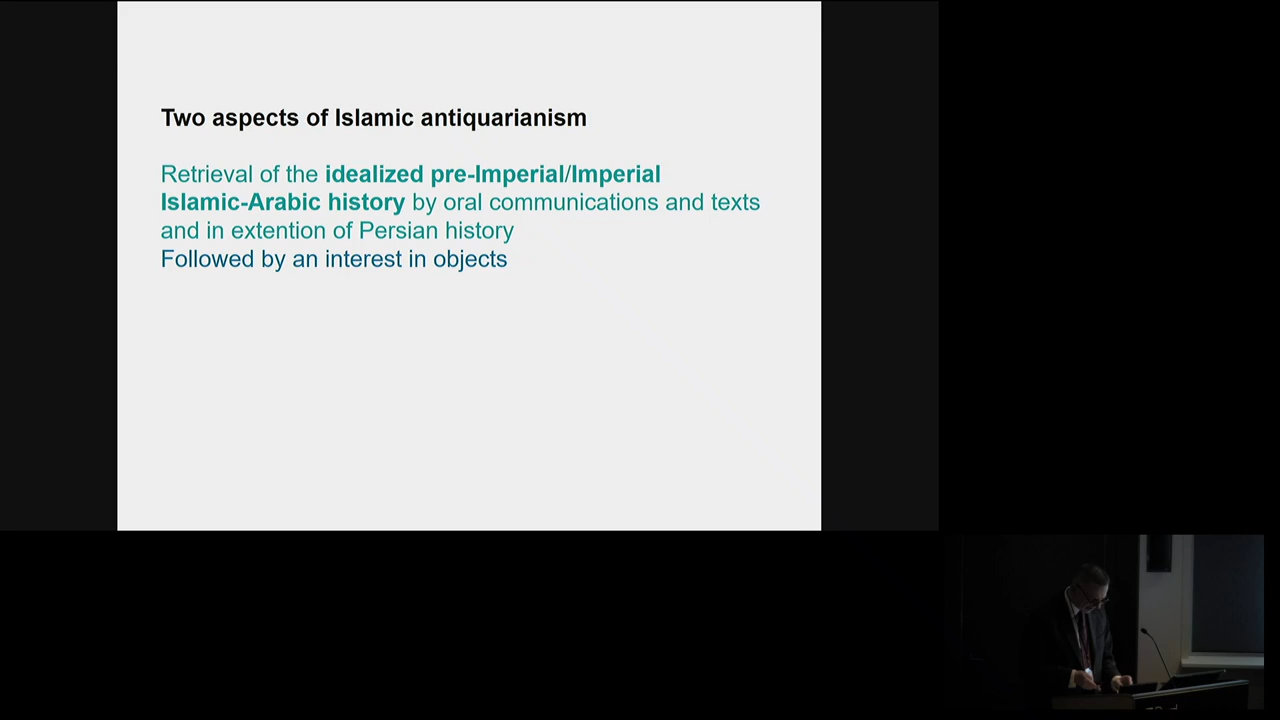 Two aspects of Islamic antiquarianism
Retrieval of the idealized pre-Imperial/Imperial
Islamic-Arabic history by oral communications and texts
and in extention of Persian history
Followed by an interest in objects